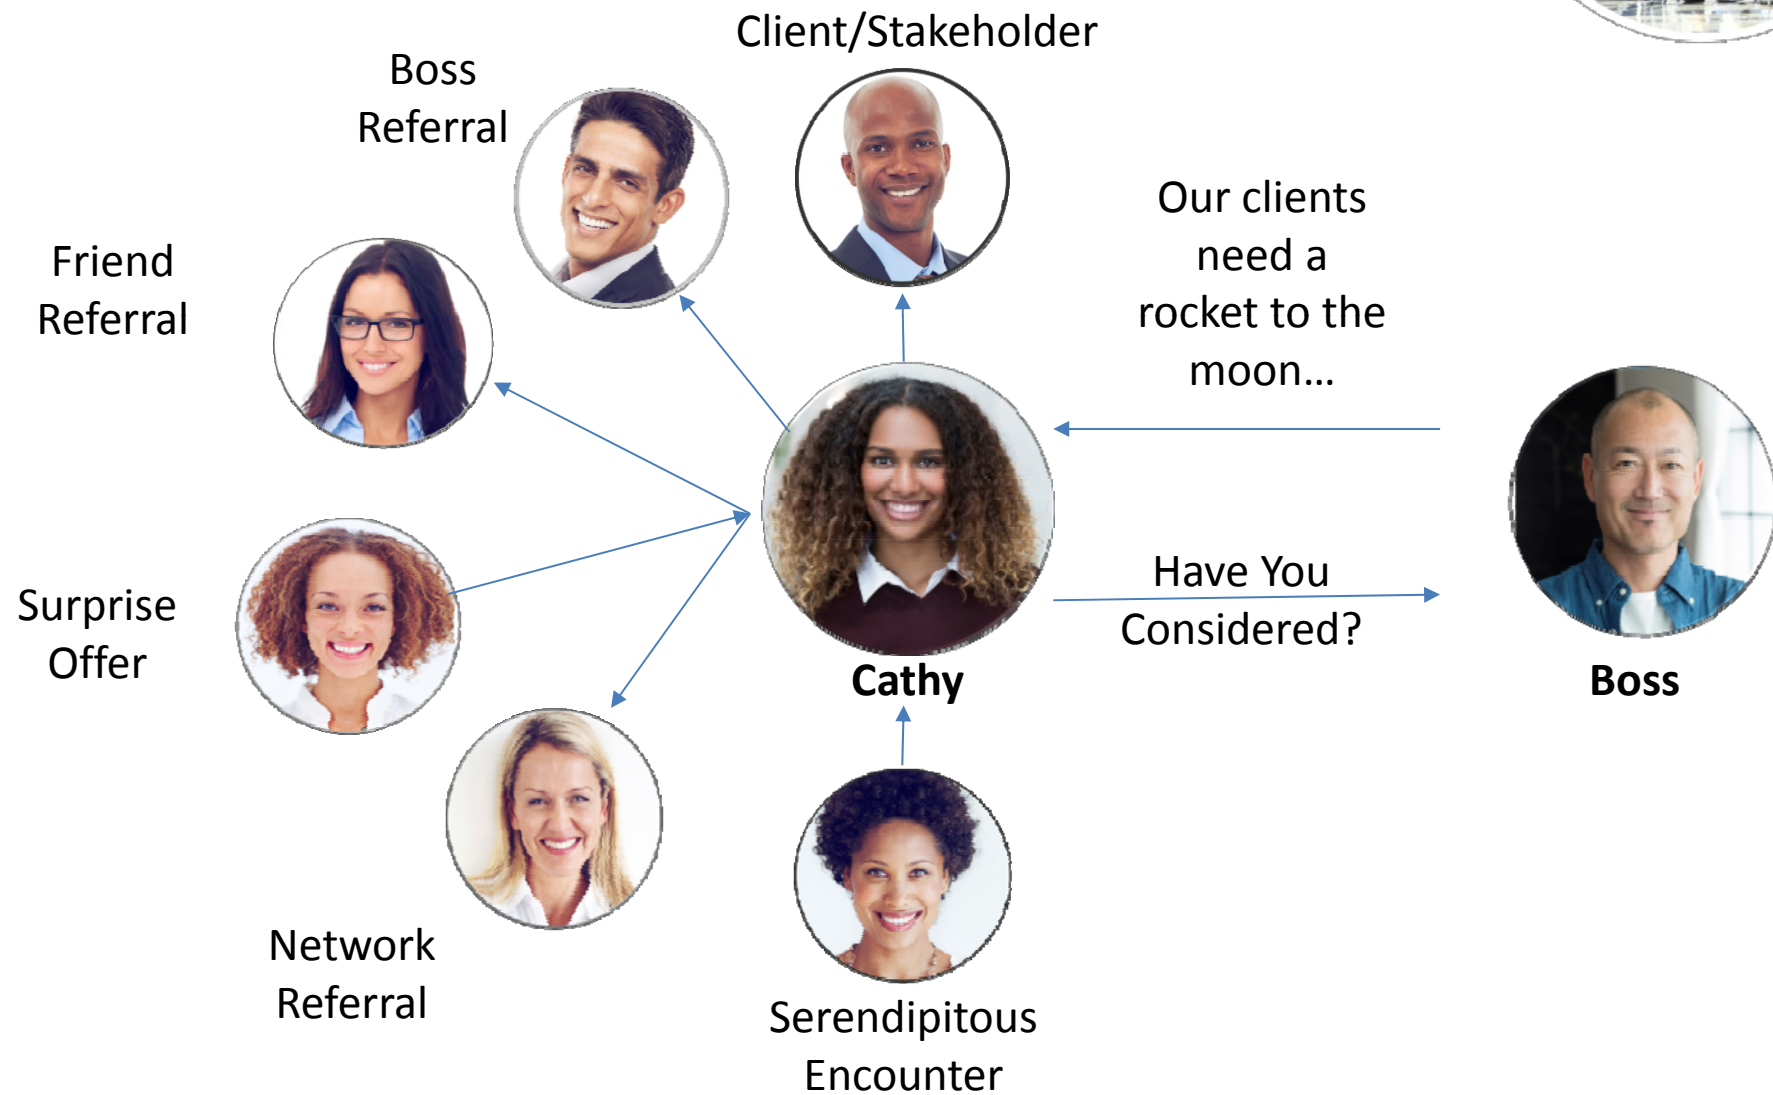 Client/Stakeholder
Boss
Referral
Friend
Referral
Our clients
need a
rocket to the
moon…
Surprise
Offer
Have You
Considered?
Cathy
Boss
Network
Referral
Serendipitous
Encounter